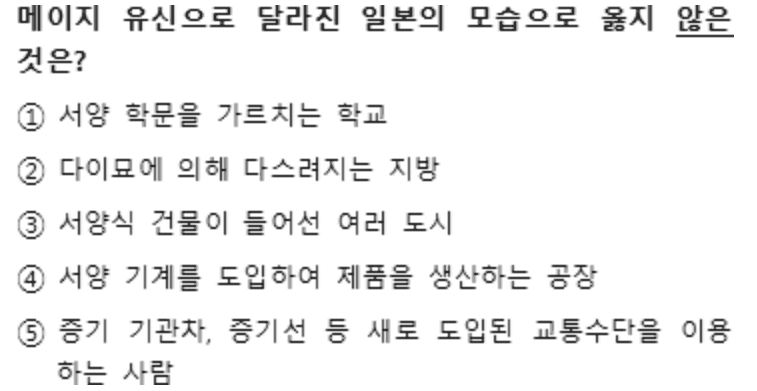 메이지 유신으로 달라진 일본의 모습으로 옳지 않은
것은?
① 서양 학문을 가르치는 학교
② 다이묘에 의해 다스려지는 지방
③ 서양식 건물이 들어선 여러 도시
④ 서양 기계를 도입하여 제품을 생산하는 공장
⑤ 증기 기관차, 증기선 등 새로 도입된 교통수단을 이용
하는 사람